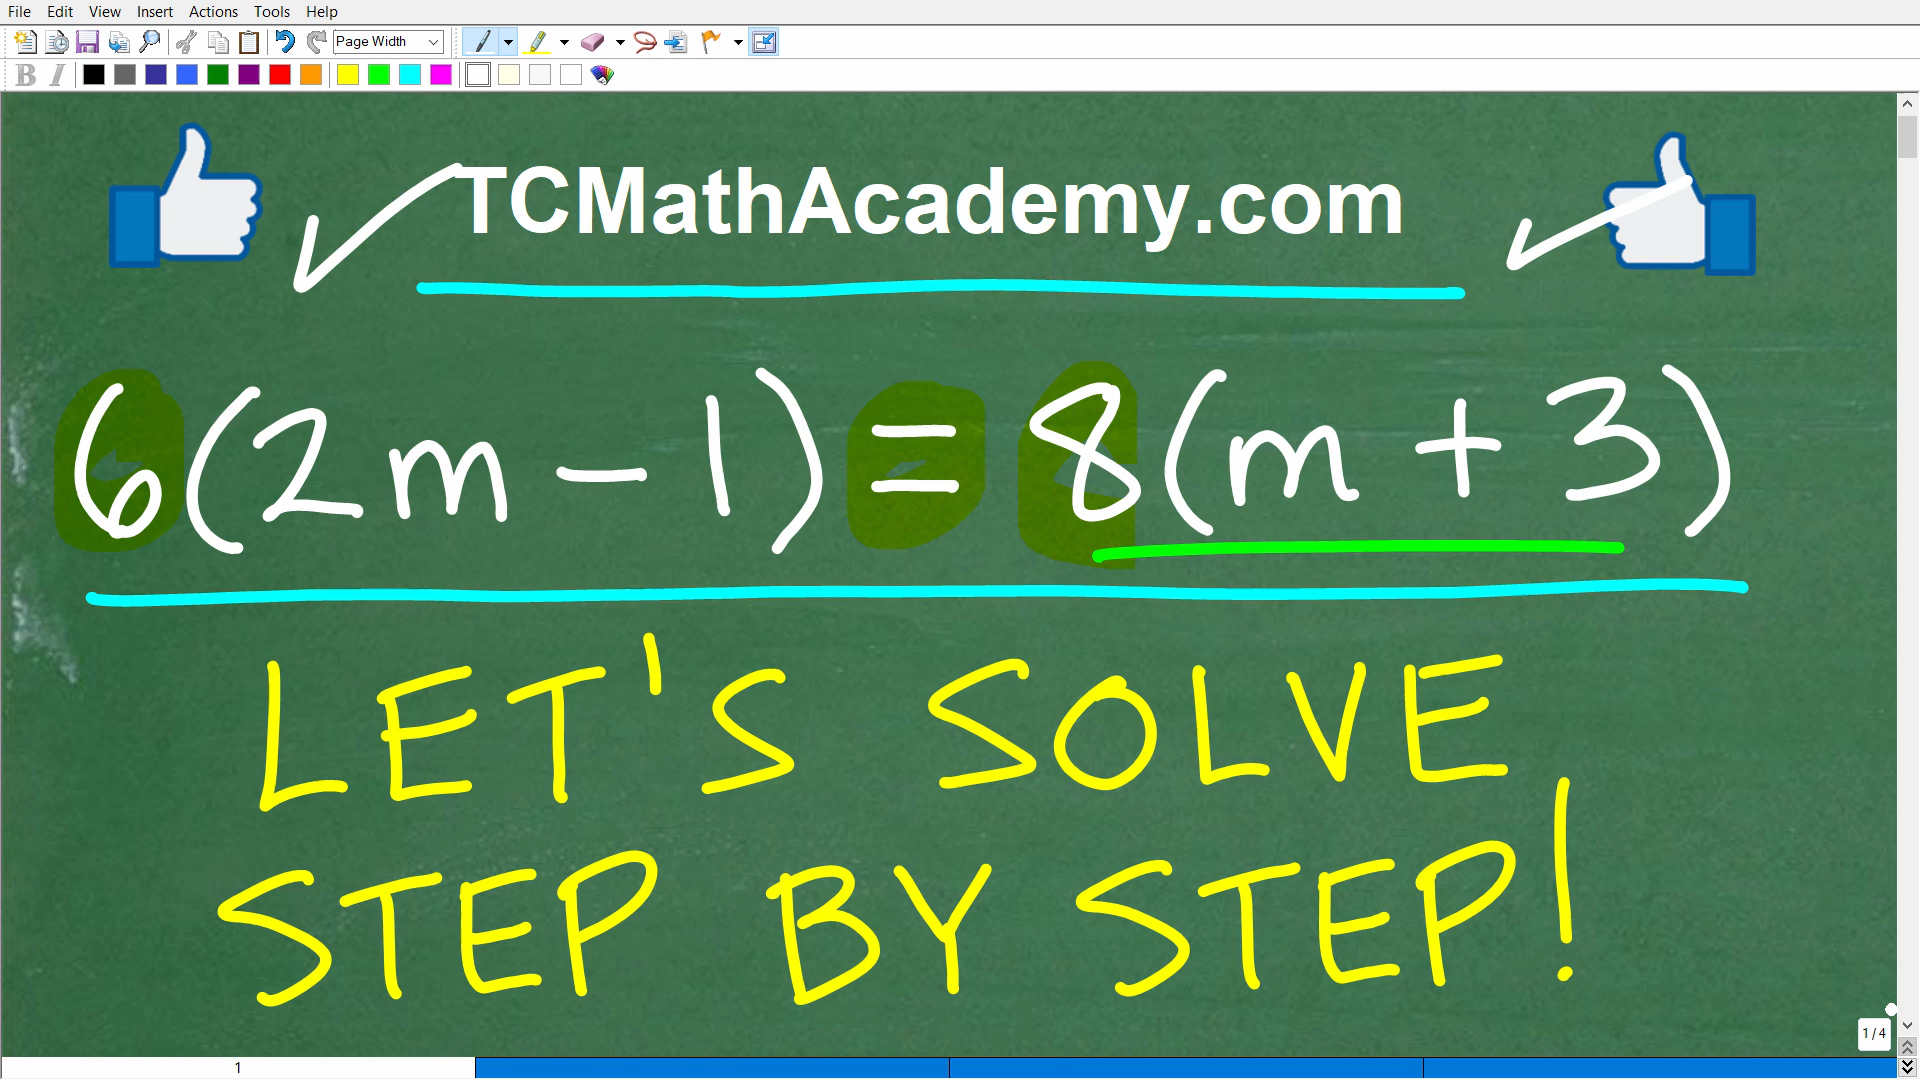 File Edit View Insert Actions Tools Help
Page Width
B I
TCMathAcademy.com
6(2m - 1) = 8(m + 3)
LET'S SOLVE
STEP BY STEP!
1 / 4
1